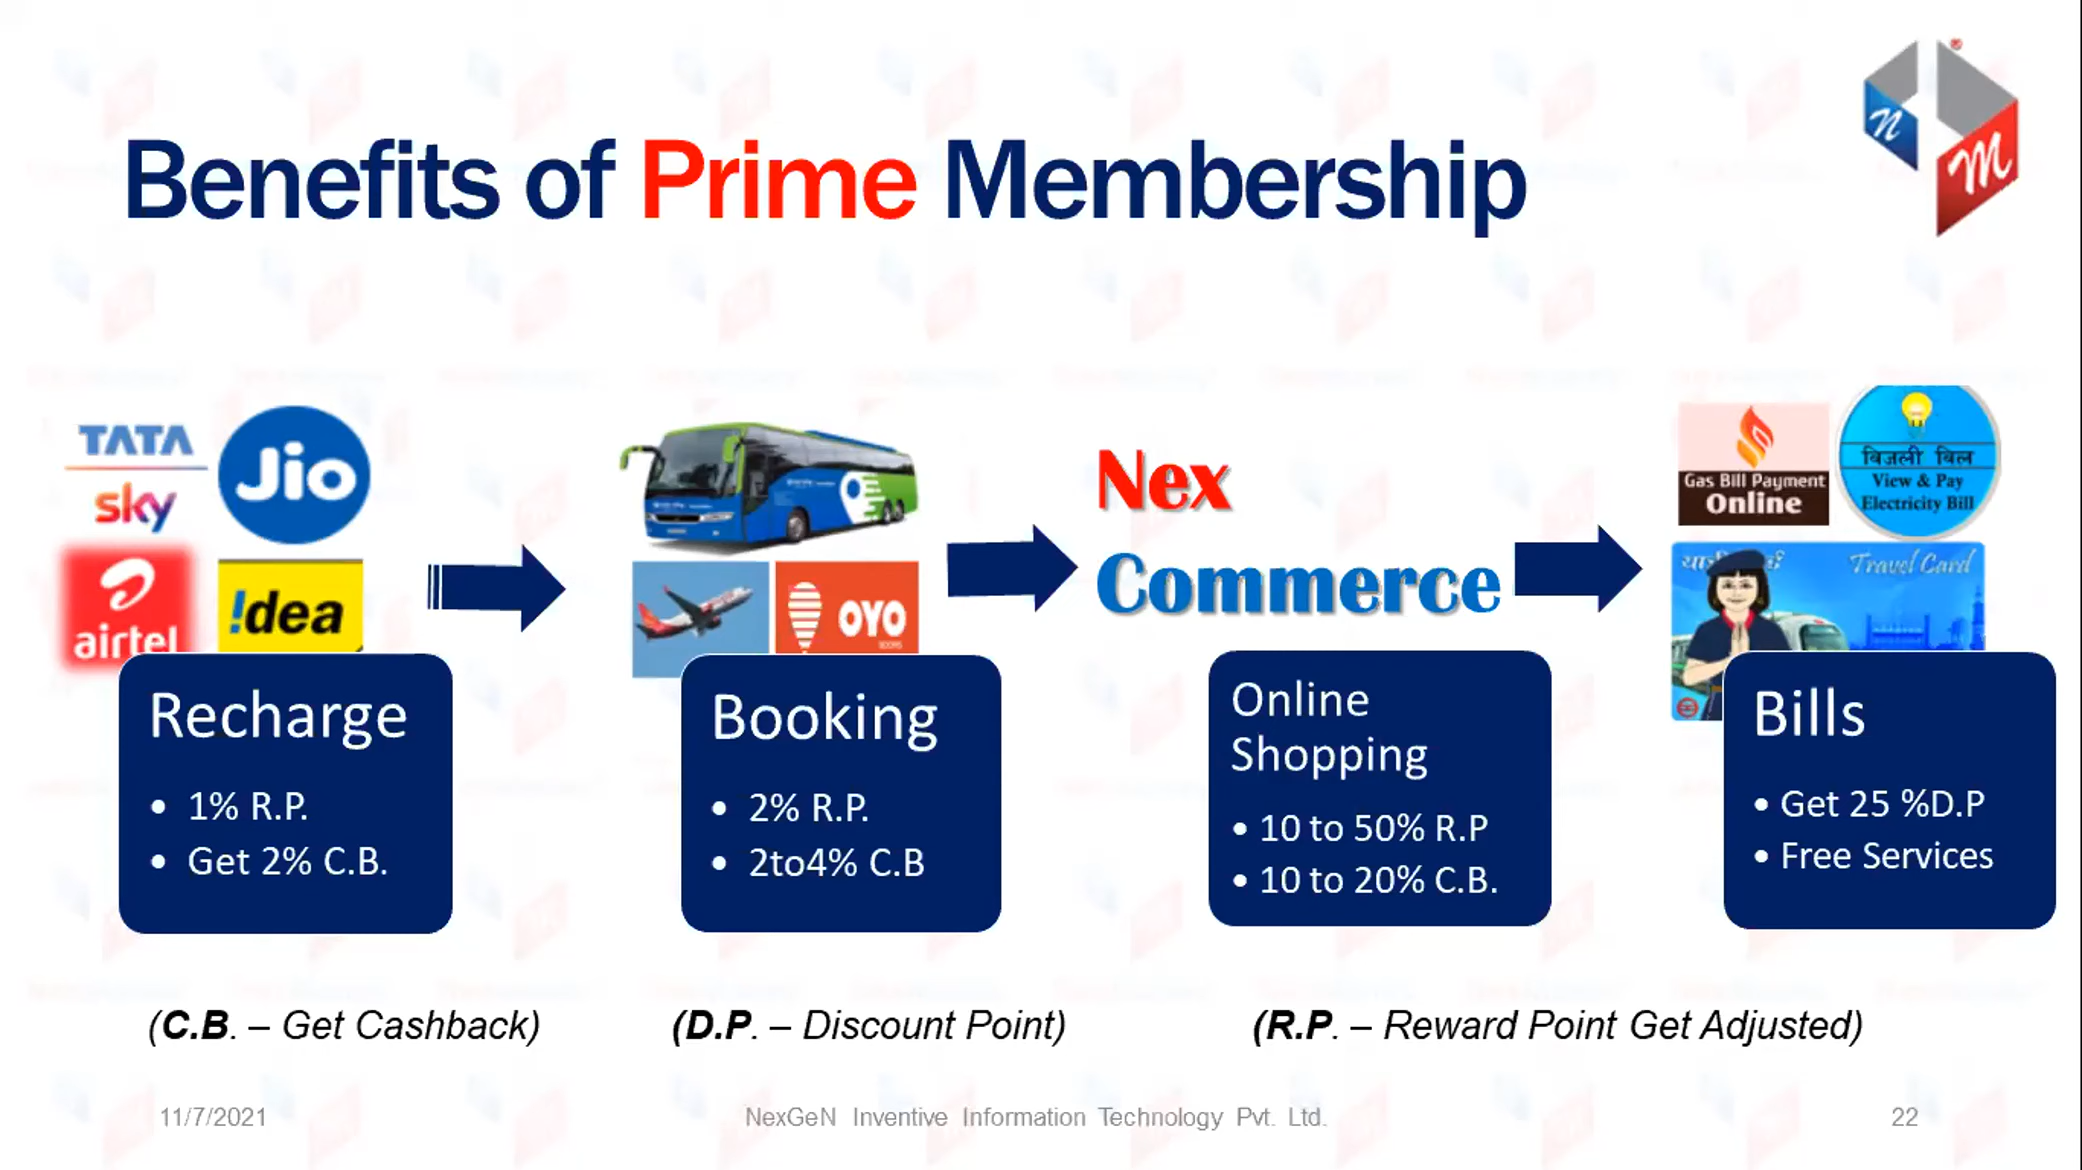 Benefits of Prime Membership
n
M
TATA
sky
Jio
airtel
!dea
OYO
ROOMS
Nex
Commerce
Gas Bill Payment
Online
बिजली बिल
View & Pay
Electricity Bill
Travel Card
Recharge
• 1% R.P.
• Get 2% C.B.
Booking
• 2% R.P.
• 2to4% C.B
Online
Shopping
• 10 to 50% R.P
• 10 to 20% C.B.
Bills
• Get 25 %D.P
• Free Services
(C.B. – Get Cashback)
(D.P. – Discount Point)
(R.P. – Reward Point Get Adjusted)
11/7/2021
NexGeN Inventive Information Technology Pvt. Ltd.
22